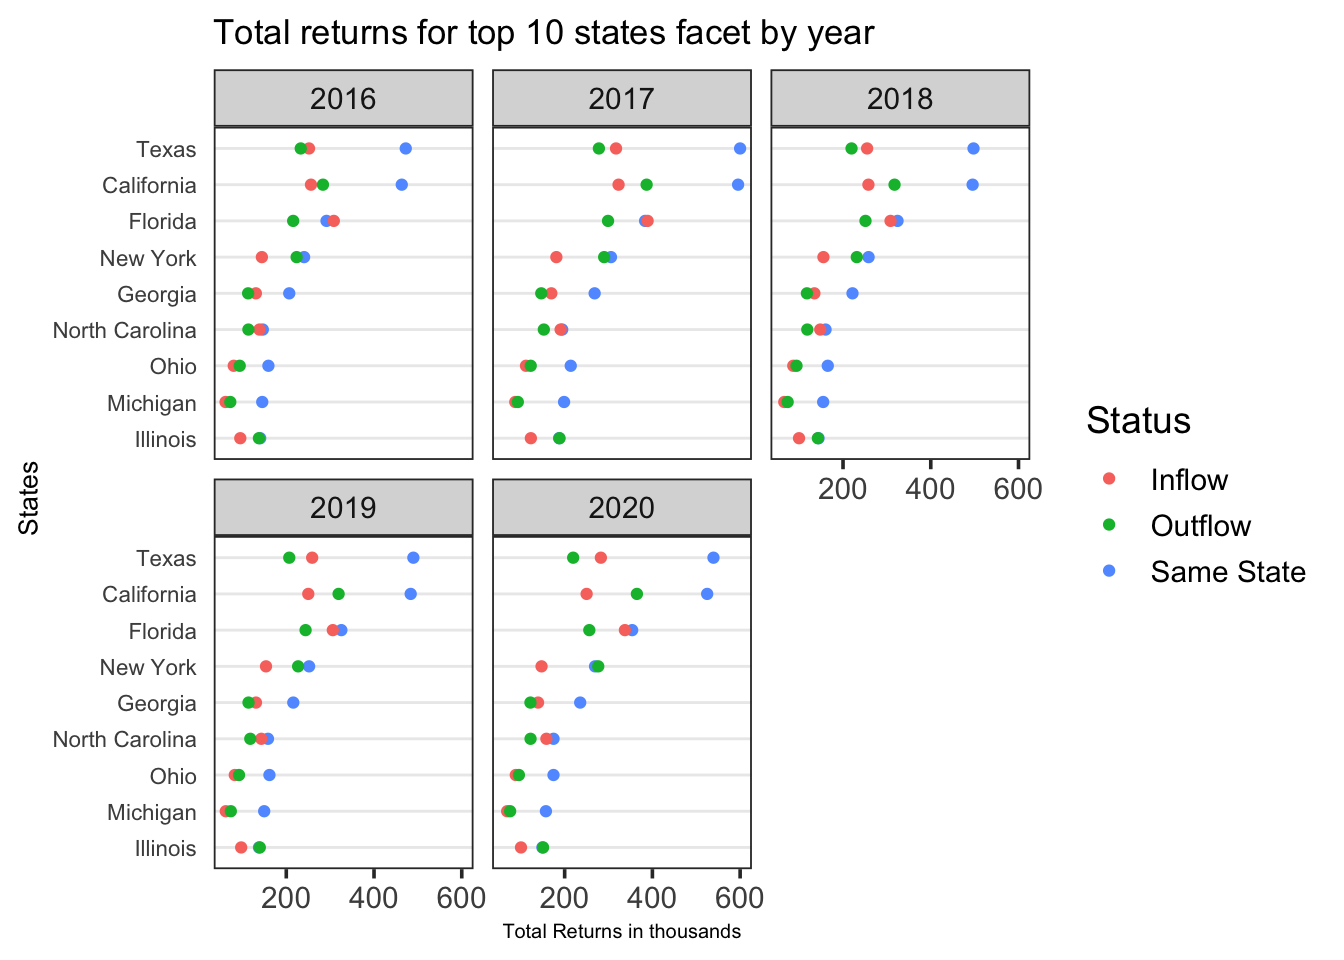 Total returns for top 10 states facet by year
2016
2017
2018
Texas
California
Florida
New York
Georgia
North Carolina
Ohio
Michigan
Illinois
200 400 600
2019
2020
Texas
California
Florida
New York
Georgia
North Carolina
Ohio
Michigan
Illinois
200 400 600
200 400 600
Total Returns in thousands
States
Status
Inflow
Outflow
Same State